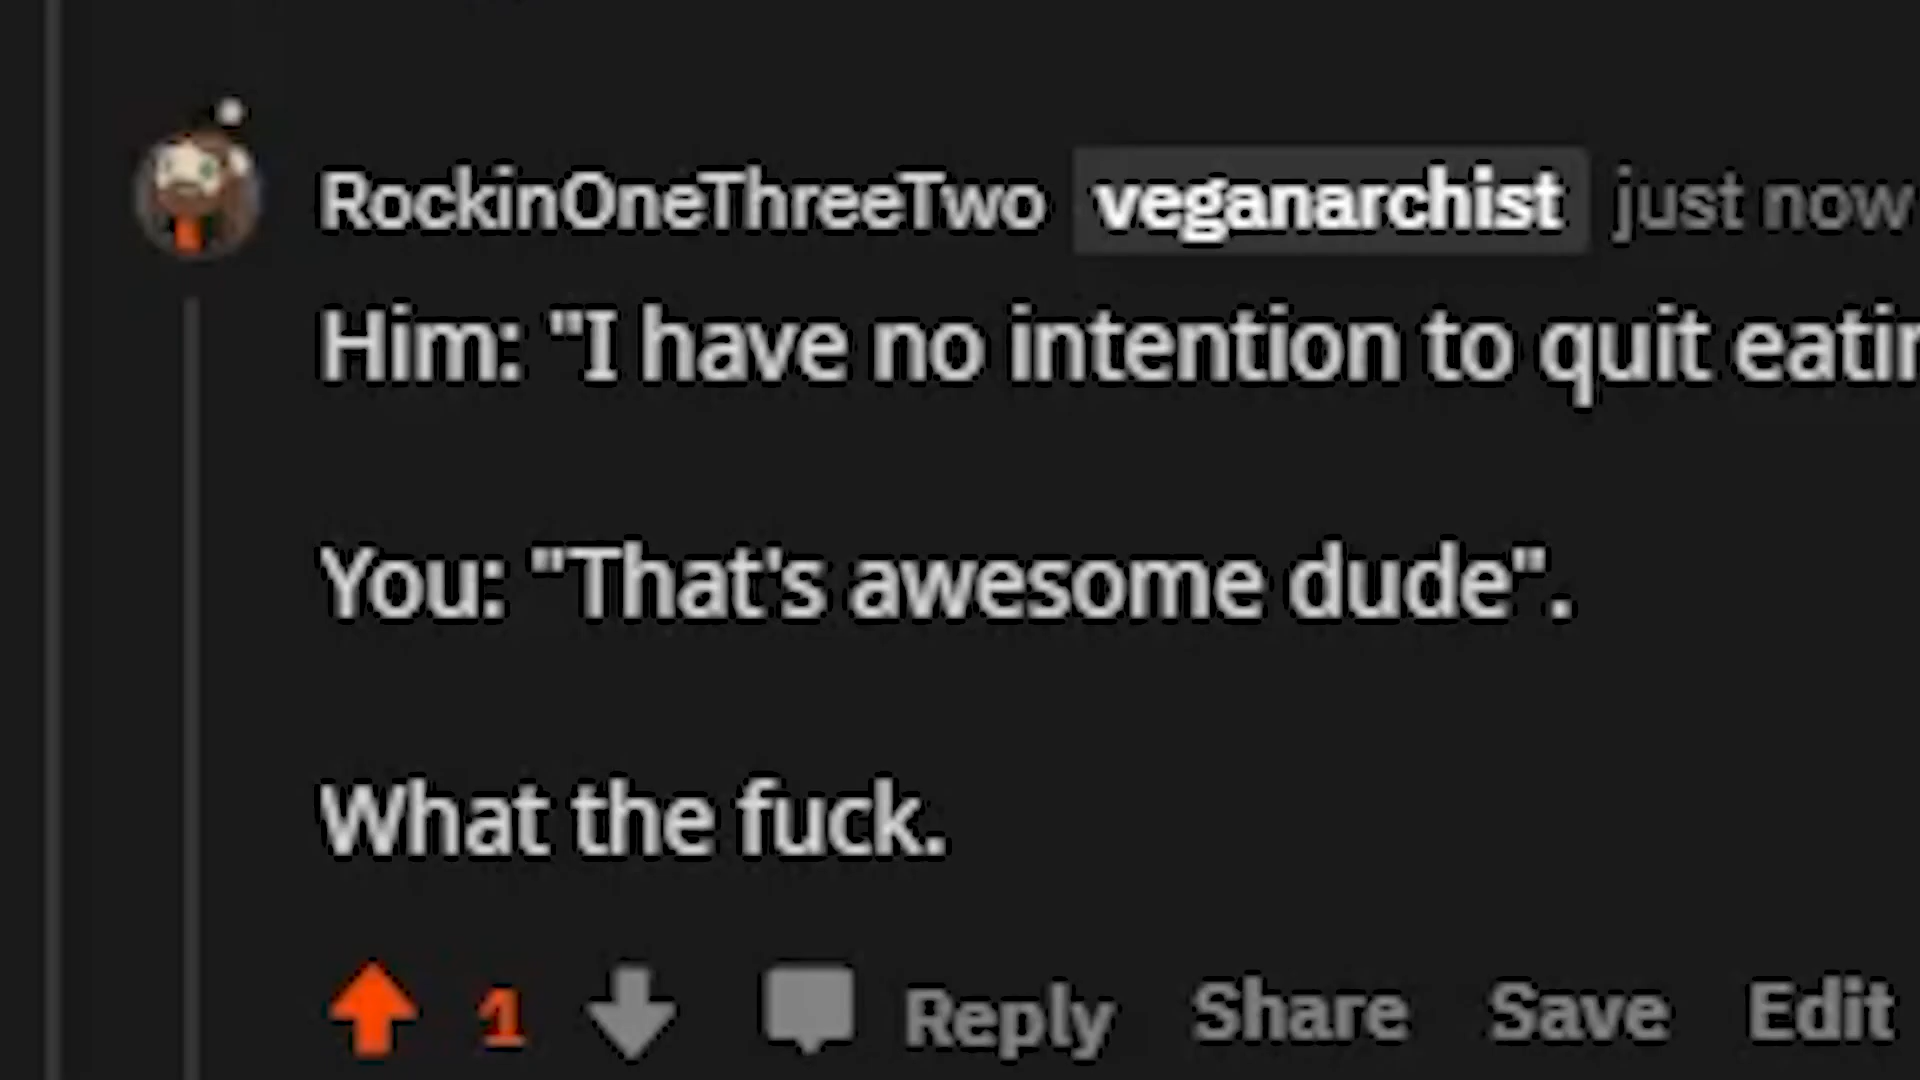 RockinOneThreeTwo veganarchist just now
Him: "I have no intention to quit eatin
You: "That's awesome dude".
What the fuck.
1 Reply Share Save Edit